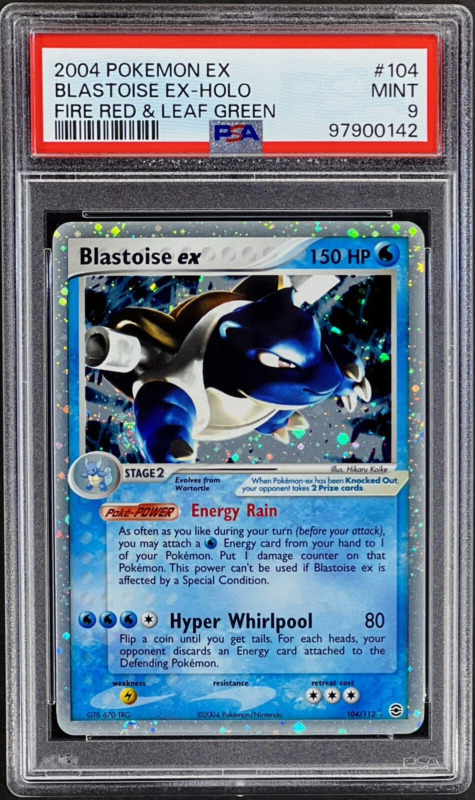 2004 POKEMON EX #104
BLASTOISE EX-HOLO MINT
FIRE RED & LEAF GREEN 9
PSA 97900142
Blastoise ex 150 HP
Illus. Hikaru Koike
STAGE 2
Evolves from
Wartortle
When Pokémon-ex has been Knocked Out,
your opponent takes 2 Prize cards.
Poké-POWER Energy Rain
As often as you like during your turn (before your attack),
you may attach a Energy card from your hand to 1
of your Pokémon. Put 1 damage counter on that
Pokémon. This power can't be used if Blastoise ex is
affected by a Special Condition.
Hyper Whirlpool 80
Flip a coin until you get tails. For each heads, your
opponent discards an Energy card attached to the
Defending Pokémon.
weakness resistance retreat cost
GTB-670-TRG ©2004 Pokémon/Nintendo 104/112
PSA